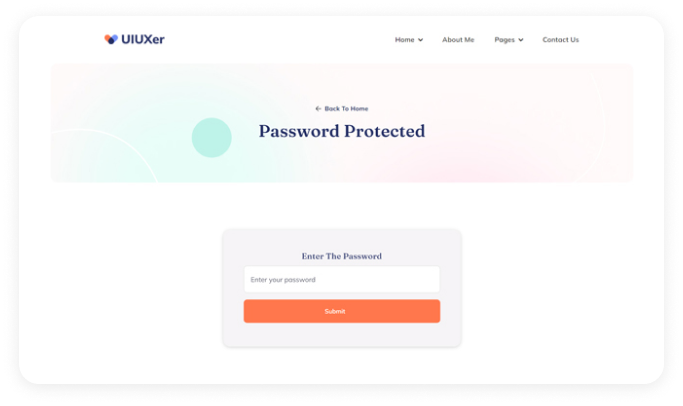 UIUXer
Home
About Me
Pages
Contact Us
Back To Home
Password Protected
Enter The Password
Enter your password
Submit